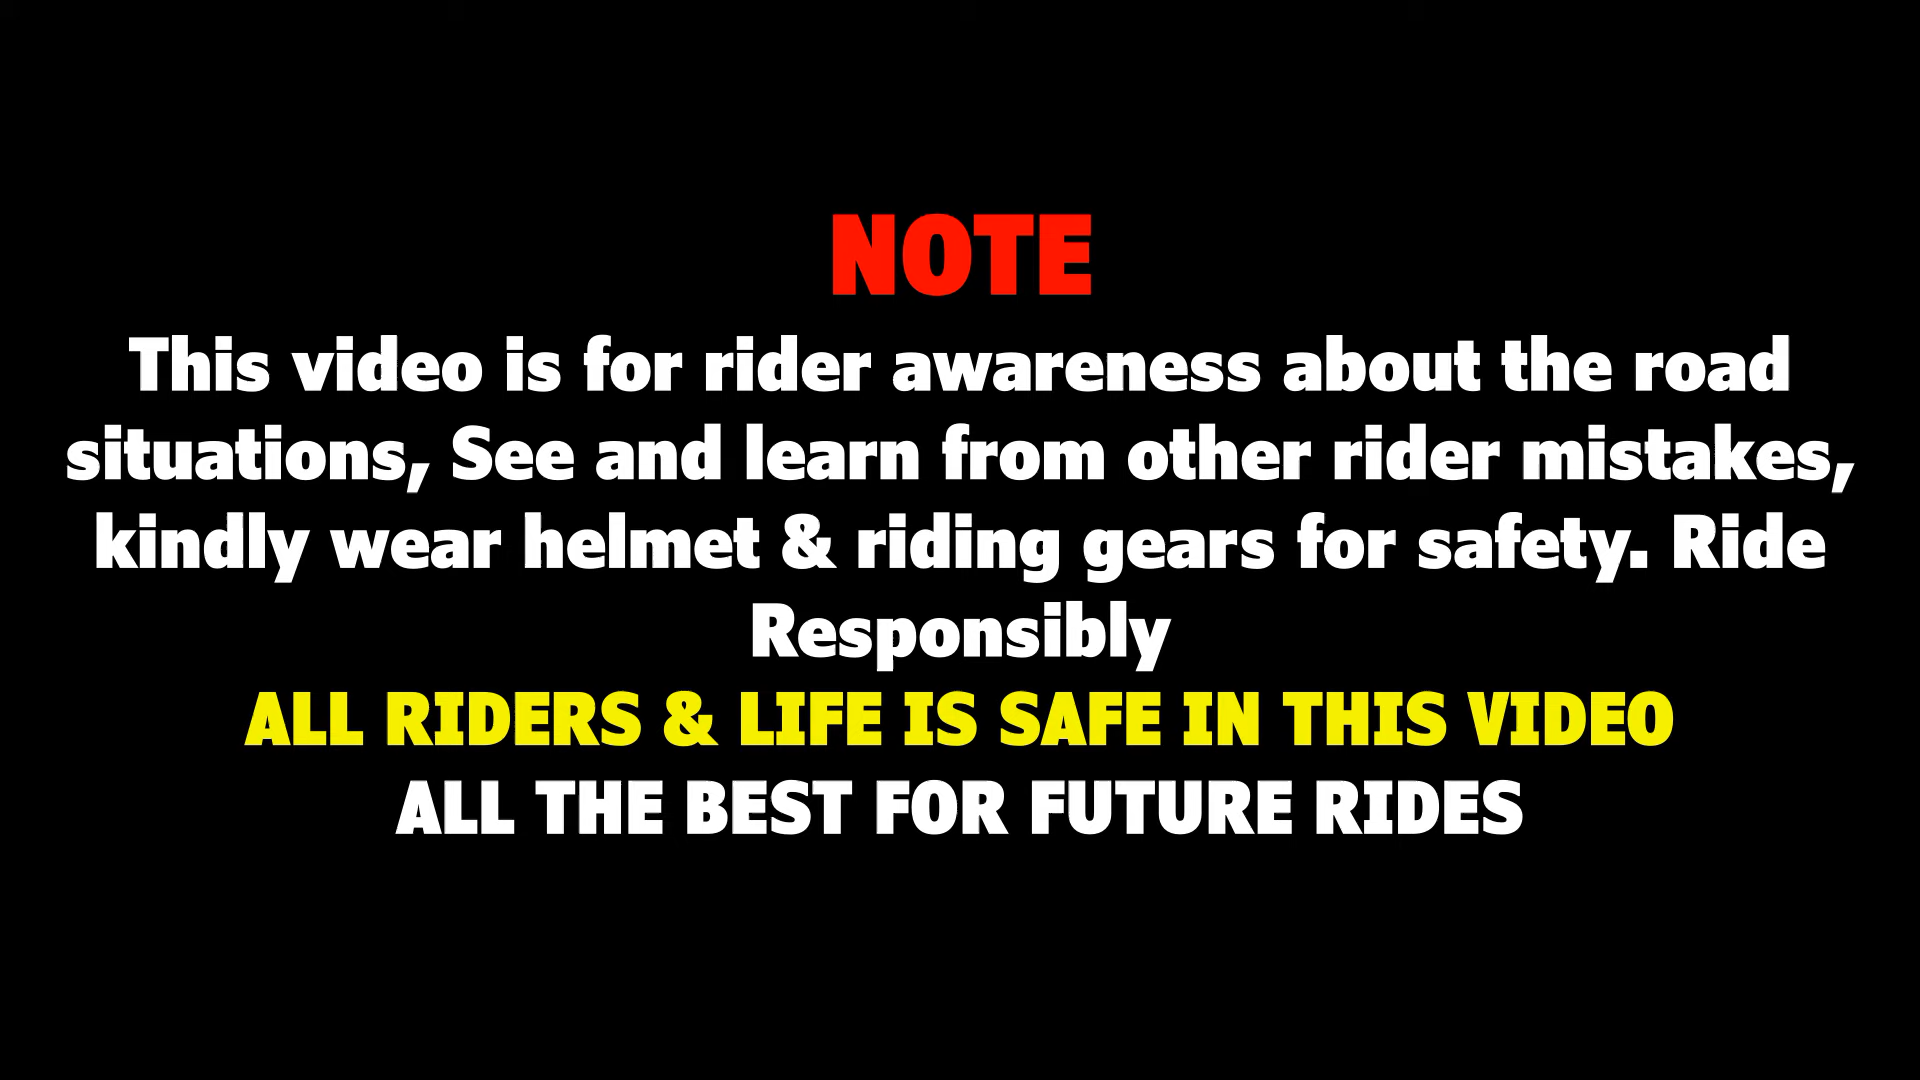 NOTE
This video is for rider awareness about the road
situations, See and learn from other rider mistakes,
kindly wear helmet & riding gears for safety. Ride
Responsibly
ALL RIDERS & LIFE IS SAFE IN THIS VIDEO
ALL THE BEST FOR FUTURE RIDES